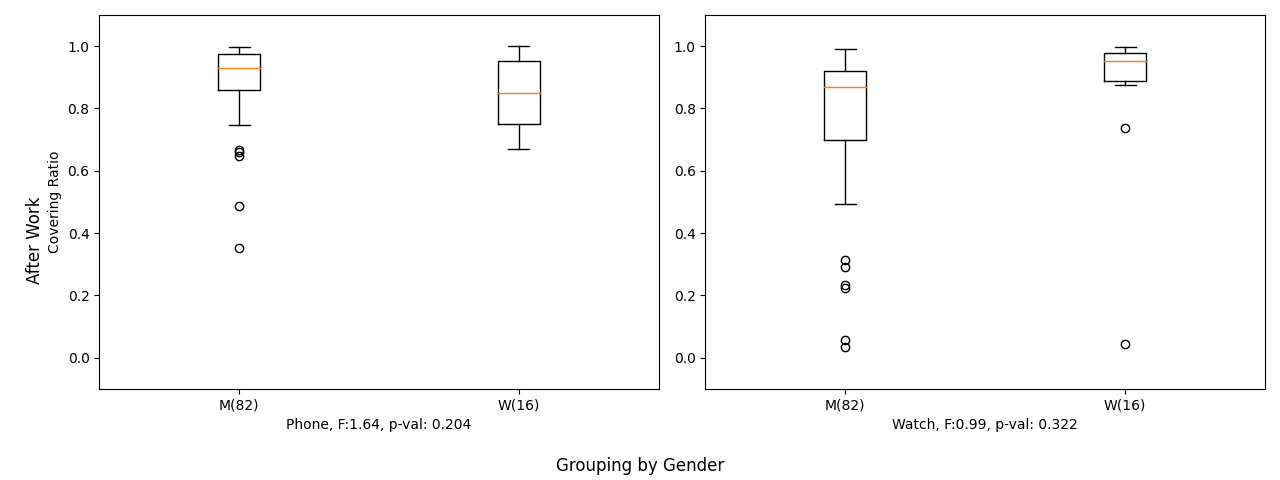 After Work
Covering Ratio
1.0
0.8
0.6
0.4
0.2
0.0
M(82) W(16)
Phone, F:1.64, p-val: 0.204
1.0
0.8
0.6
0.4
0.2
0.0
M(82) W(16)
Watch, F:0.99, p-val: 0.322
Grouping by Gender